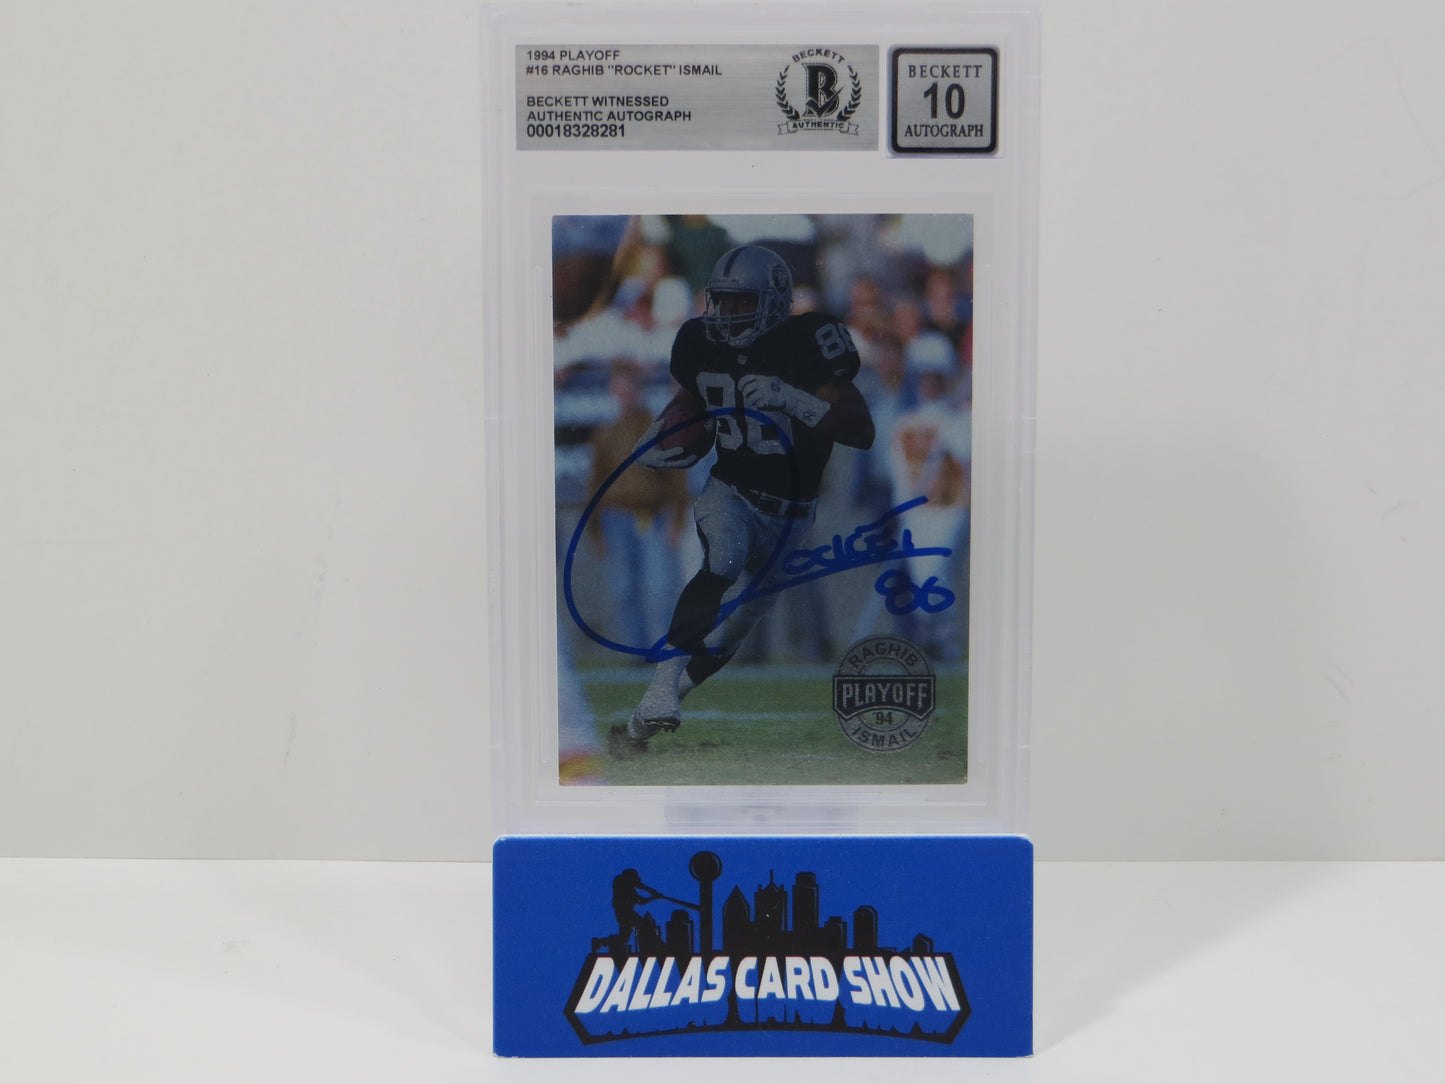 1994 PLAYOFF
#16 RAGHIB "ROCKET" ISMAIL
BECKETT WITNESSED
AUTHENTIC AUTOGRAPH
00018328281
BECKETT
B
AUTHENTIC
BECKETT
10
AUTOGRAPH
86
86
Rocket
86
RAGHIB
PLAYOFF
'94
ISMAIL
DALLAS CARD SHOW